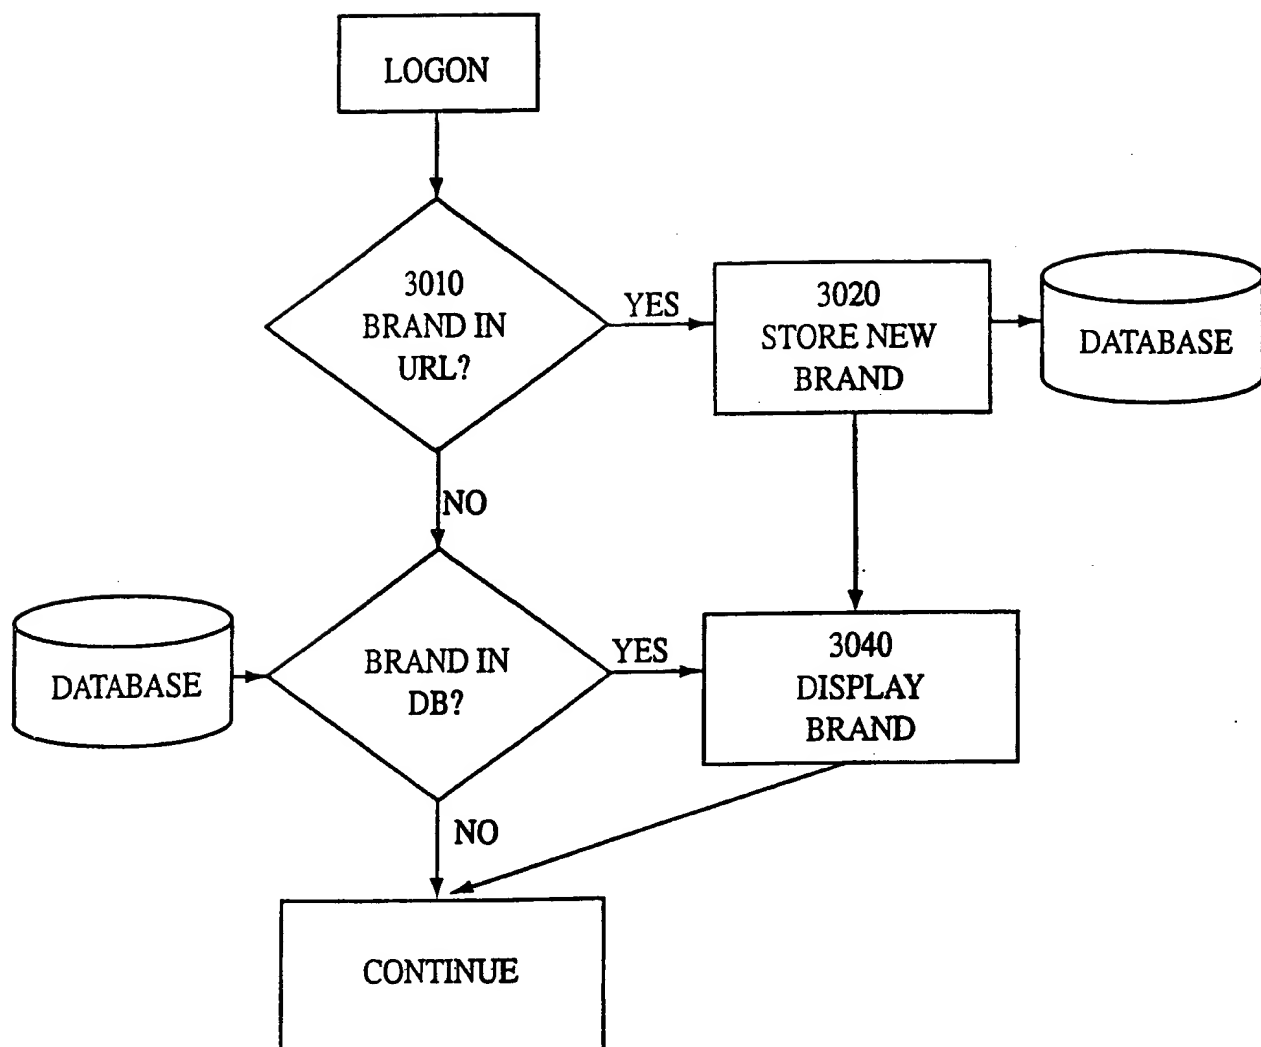 LOGON
3010
BRAND IN
URL?
YES
3020
STORE NEW
BRAND
DATABASE
NO
DATABASE
BRAND IN
DB?
YES
3040
DISPLAY
BRAND
NO
CONTINUE